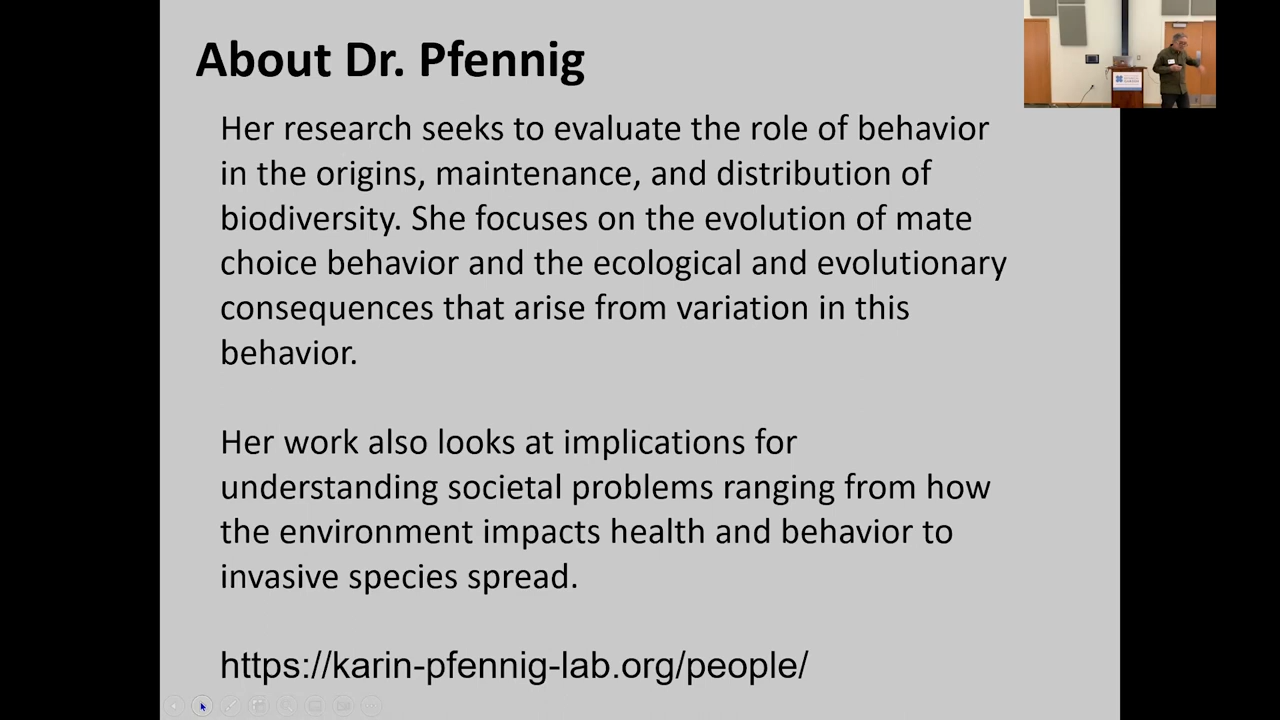 About Dr. Pfennig
Her research seeks to evaluate the role of behavior
in the origins, maintenance, and distribution of
biodiversity. She focuses on the evolution of mate
choice behavior and the ecological and evolutionary
consequences that arise from variation in this
behavior.
Her work also looks at implications for
understanding societal problems ranging from how
the environment impacts health and behavior to
invasive species spread.
https://karin-pfennig-lab.org/people/